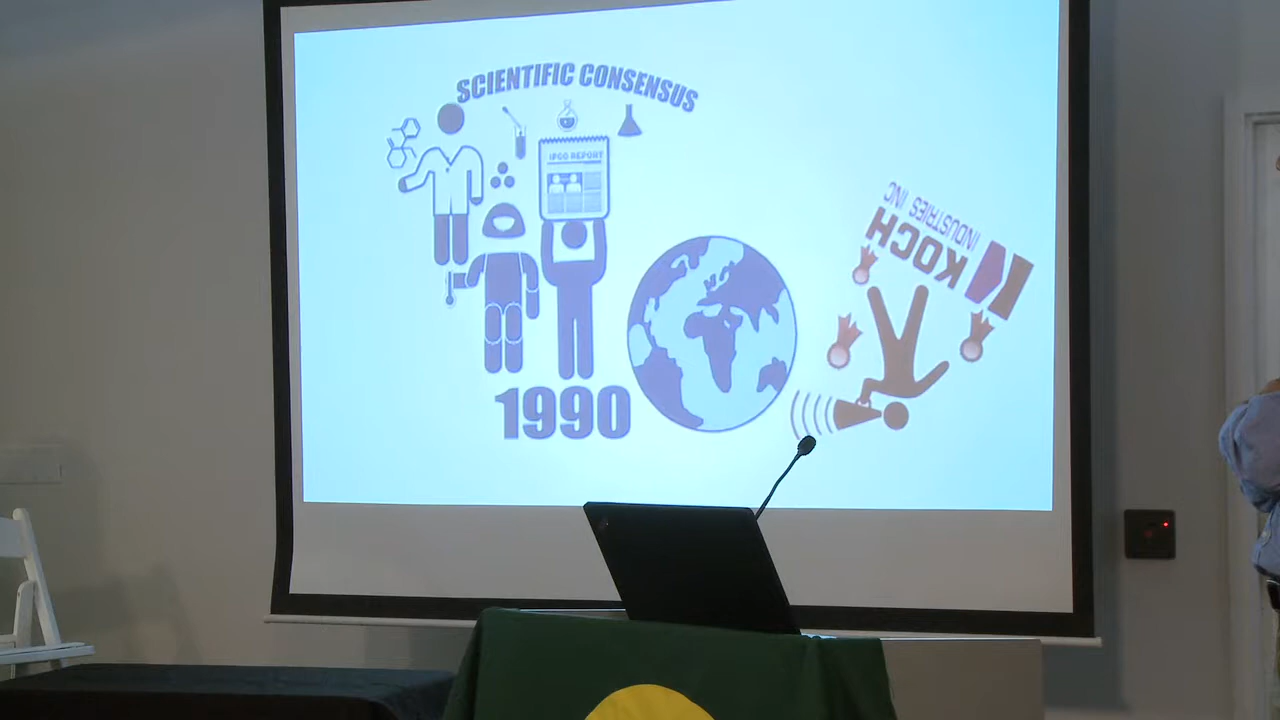 SCIENTIFIC CONSENSUS
IPCC REPORT
1990
KOCH
INDUSTRIES INC